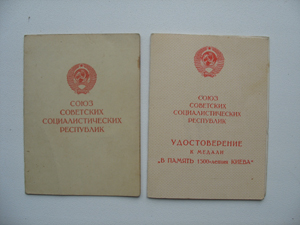 СОЮЗ
СОВЕТСКИХ
СОЦИАЛИСТИЧЕСКИХ
РЕСПУБЛИК
СОЮЗ
СОВЕТСКИХ
СОЦИАЛИСТИЧЕСКИХ
РЕСПУБЛИК
УДОСТОВЕРЕНИЕ
К МЕДАЛИ
„В ПАМЯТЬ 1500-летия КИЕВА“